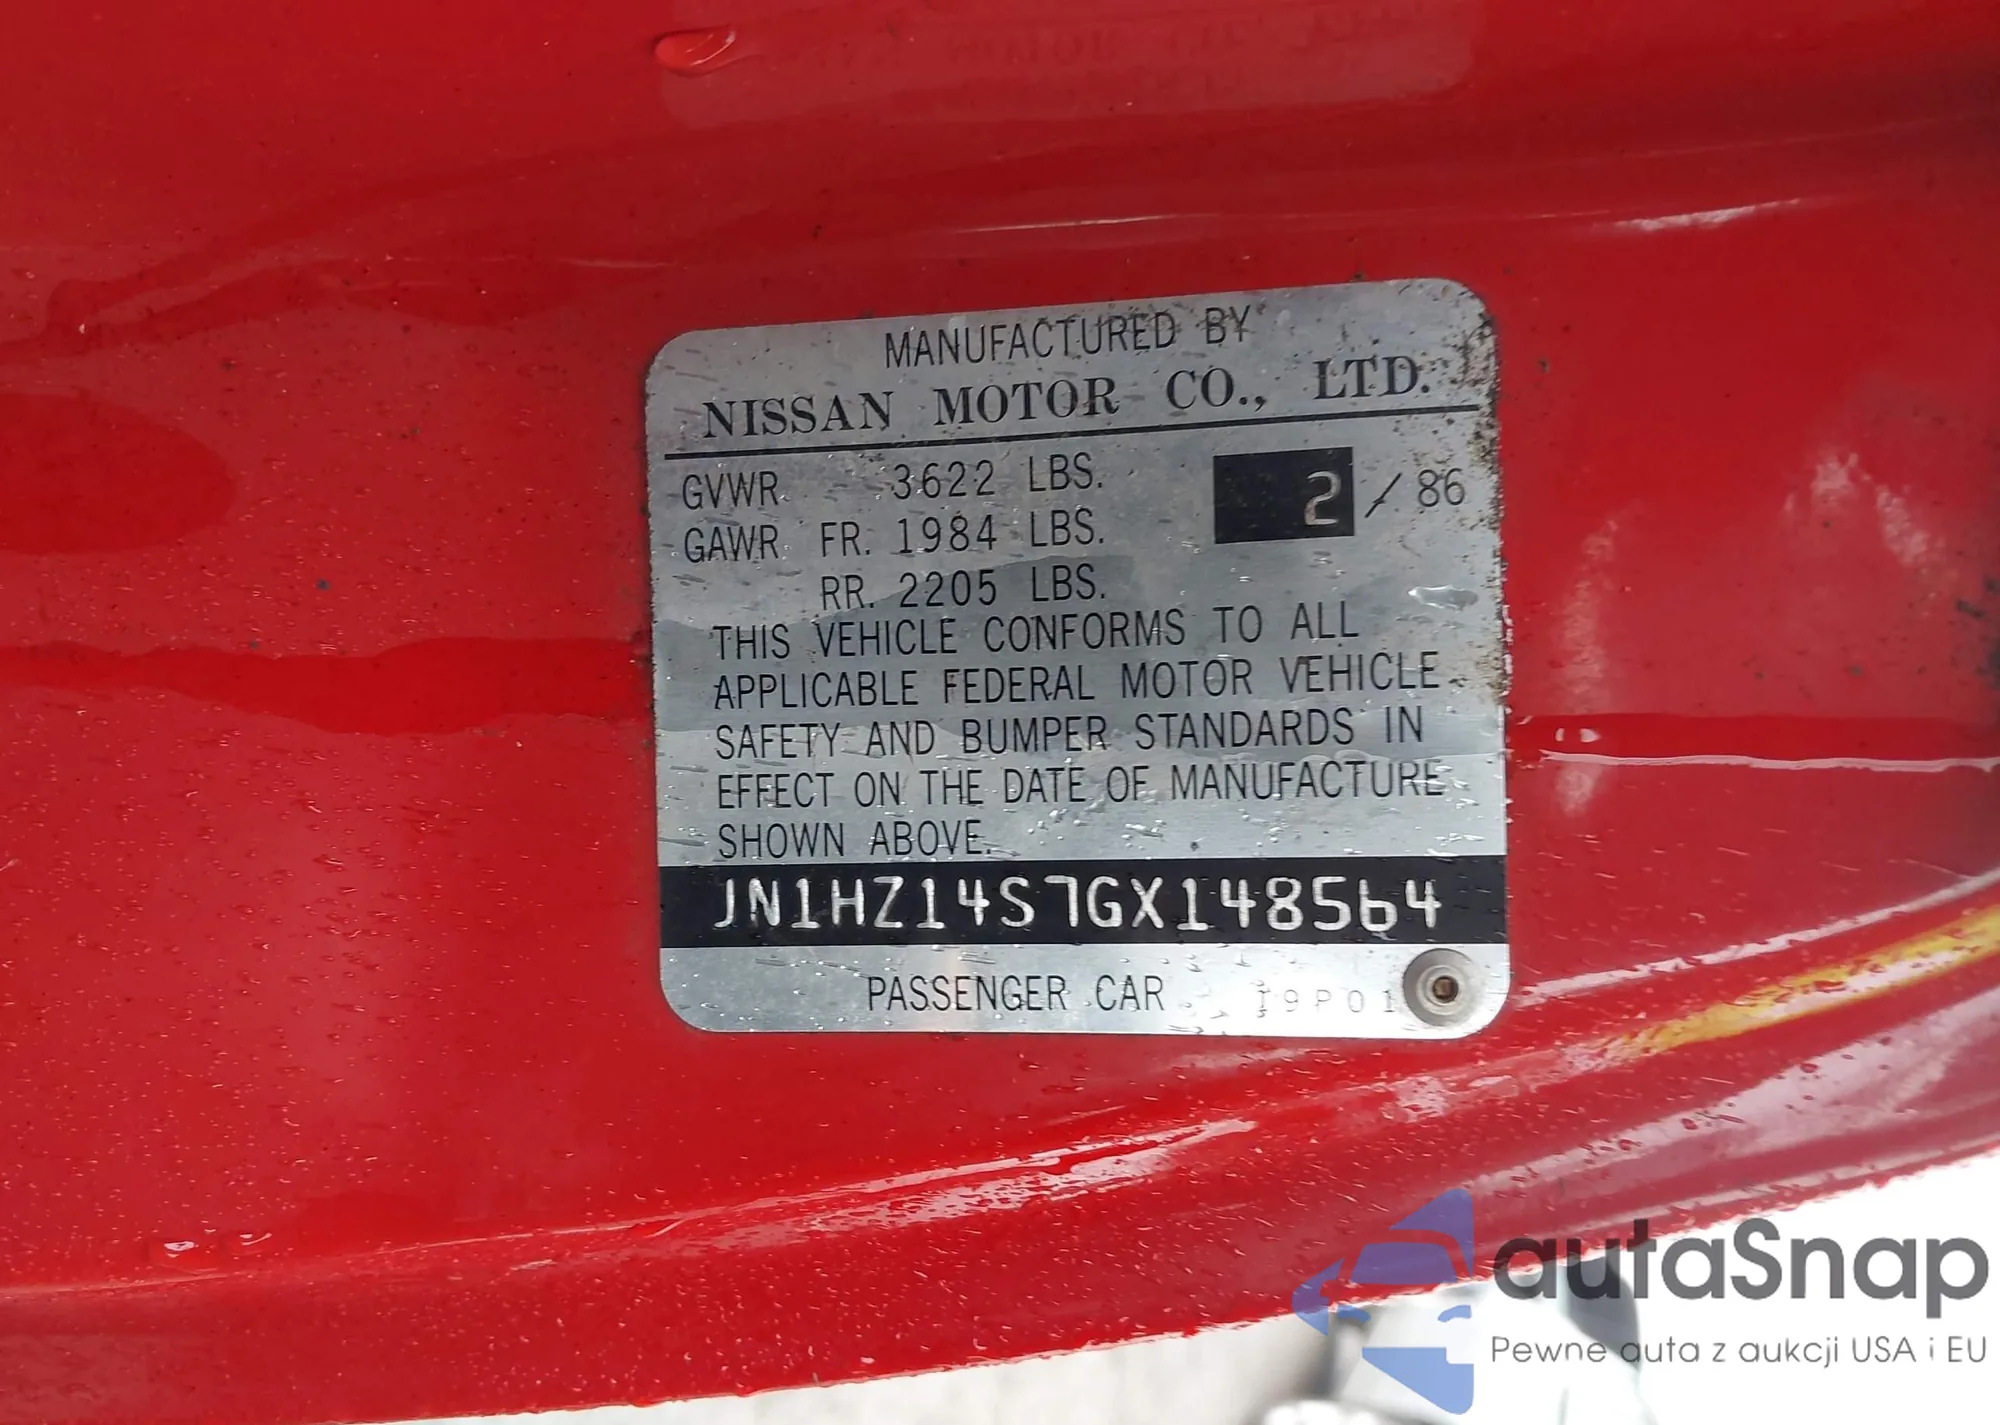 MANUFACTURED BY
NISSAN MOTOR CO., LTD.
GVWR 3622 LBS. 2 / 86
GAWR FR. 1984 LBS.
RR. 2205 LBS.
THIS VEHICLE CONFORMS TO ALL
APPLICABLE FEDERAL MOTOR VEHICLE
SAFETY AND BUMPER STANDARDS IN
EFFECT ON THE DATE OF MANUFACTURE
SHOWN ABOVE.
JN1HZ14S7GX148564
PASSENGER CAR 19P01
autaSnap
Pewne auta z aukcji USA i EU